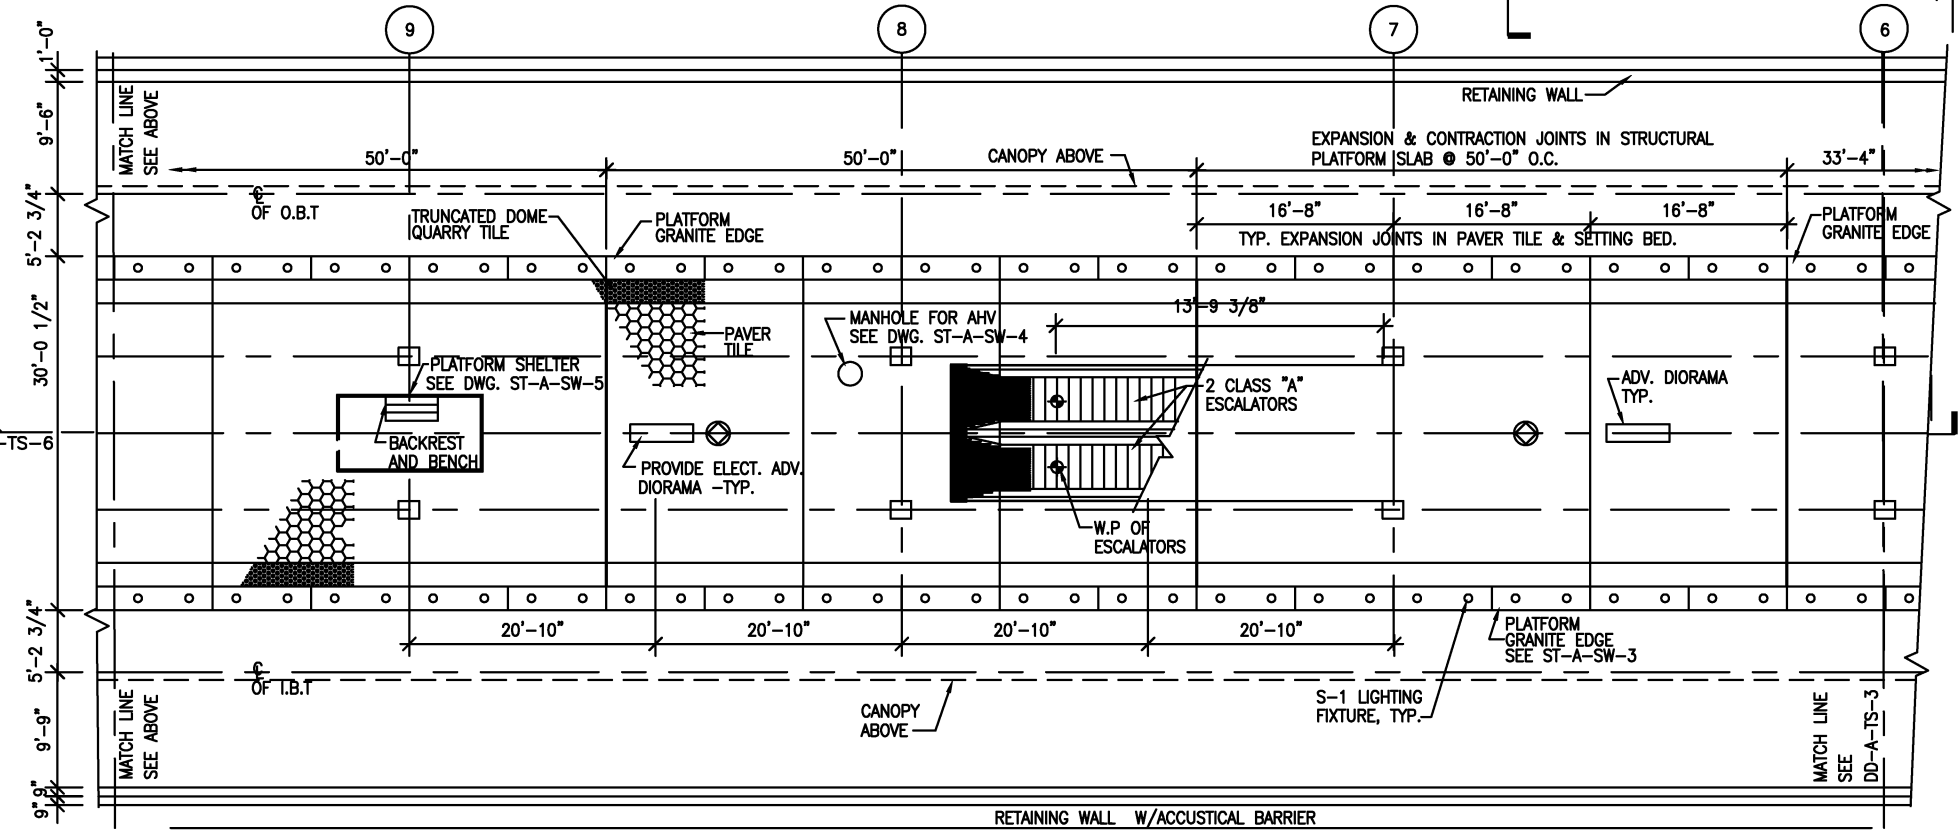 9
8
7
6
1'-0"
9'-6"
5'-2 3/4"
30'-0 1/2"
5'-2 3/4"
9'-9"
9"
9"
MATCH LINE
SEE ABOVE
RETAINING WALL
50'-0"
50'-0"
CANOPY ABOVE
EXPANSION & CONTRACTION JOINTS IN STRUCTURAL
PLATFORM SLAB @ 50'-0" O.C.
33'-4"
℄
OF O.B.T
TRUNCATED DOME
QUARRY TILE
PLATFORM
GRANITE EDGE
16'-8"
16'-8"
16'-8"
TYP. EXPANSION JOINTS IN PAVER TILE & SETTING BED.
PLATFORM
GRANITE EDGE
13'-9 3/8"
MANHOLE FOR AHV
SEE DWG. ST-A-SW-4
PAVER
TILE
PLATFORM SHELTER
SEE DWG. ST-A-SW-5
2 CLASS "A"
ESCALATORS
ADV. DIORAMA
TYP.
-TS-6
BACKREST
AND BENCH
PROVIDE ELECT. ADV.
DIORAMA -TYP.
W.P OF
ESCALATORS
20'-10"
20'-10"
20'-10"
20'-10"
PLATFORM
GRANITE EDGE
SEE ST-A-SW-3
℄
OF I.B.T
S-1 LIGHTING
FIXTURE, TYP.
CANOPY
ABOVE
MATCH LINE
SEE ABOVE
MATCH LINE
SEE
DD-A-TS-3
RETAINING WALL W/ACCUSTICAL BARRIER